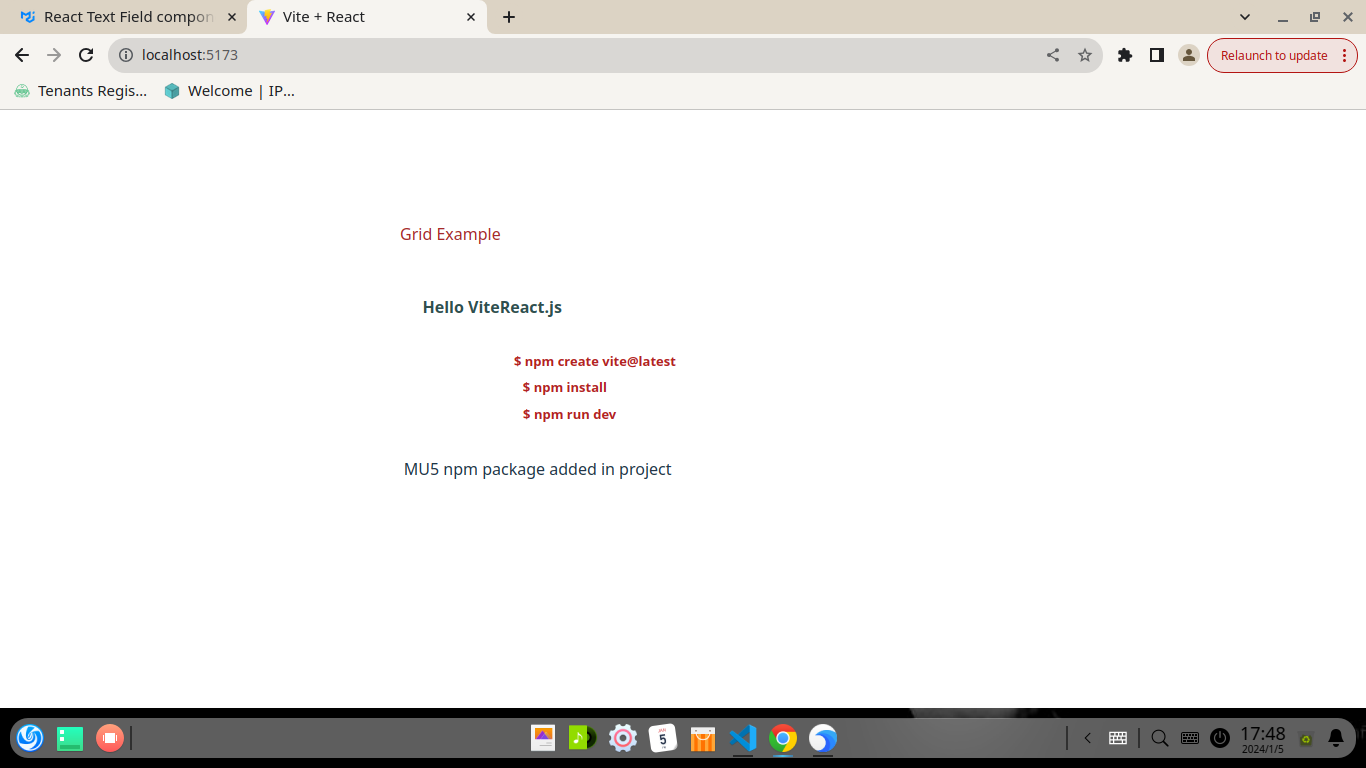 React Text Field compon
Vite + React
localhost:5173
Relaunch to update
Tenants Regis...
Welcome | IP...
Grid Example
Hello ViteReact.js
$ npm create vite@latest
$ npm install
$ npm run dev
MU5 npm package added in project
JAN
5
17:48
2024/1/5